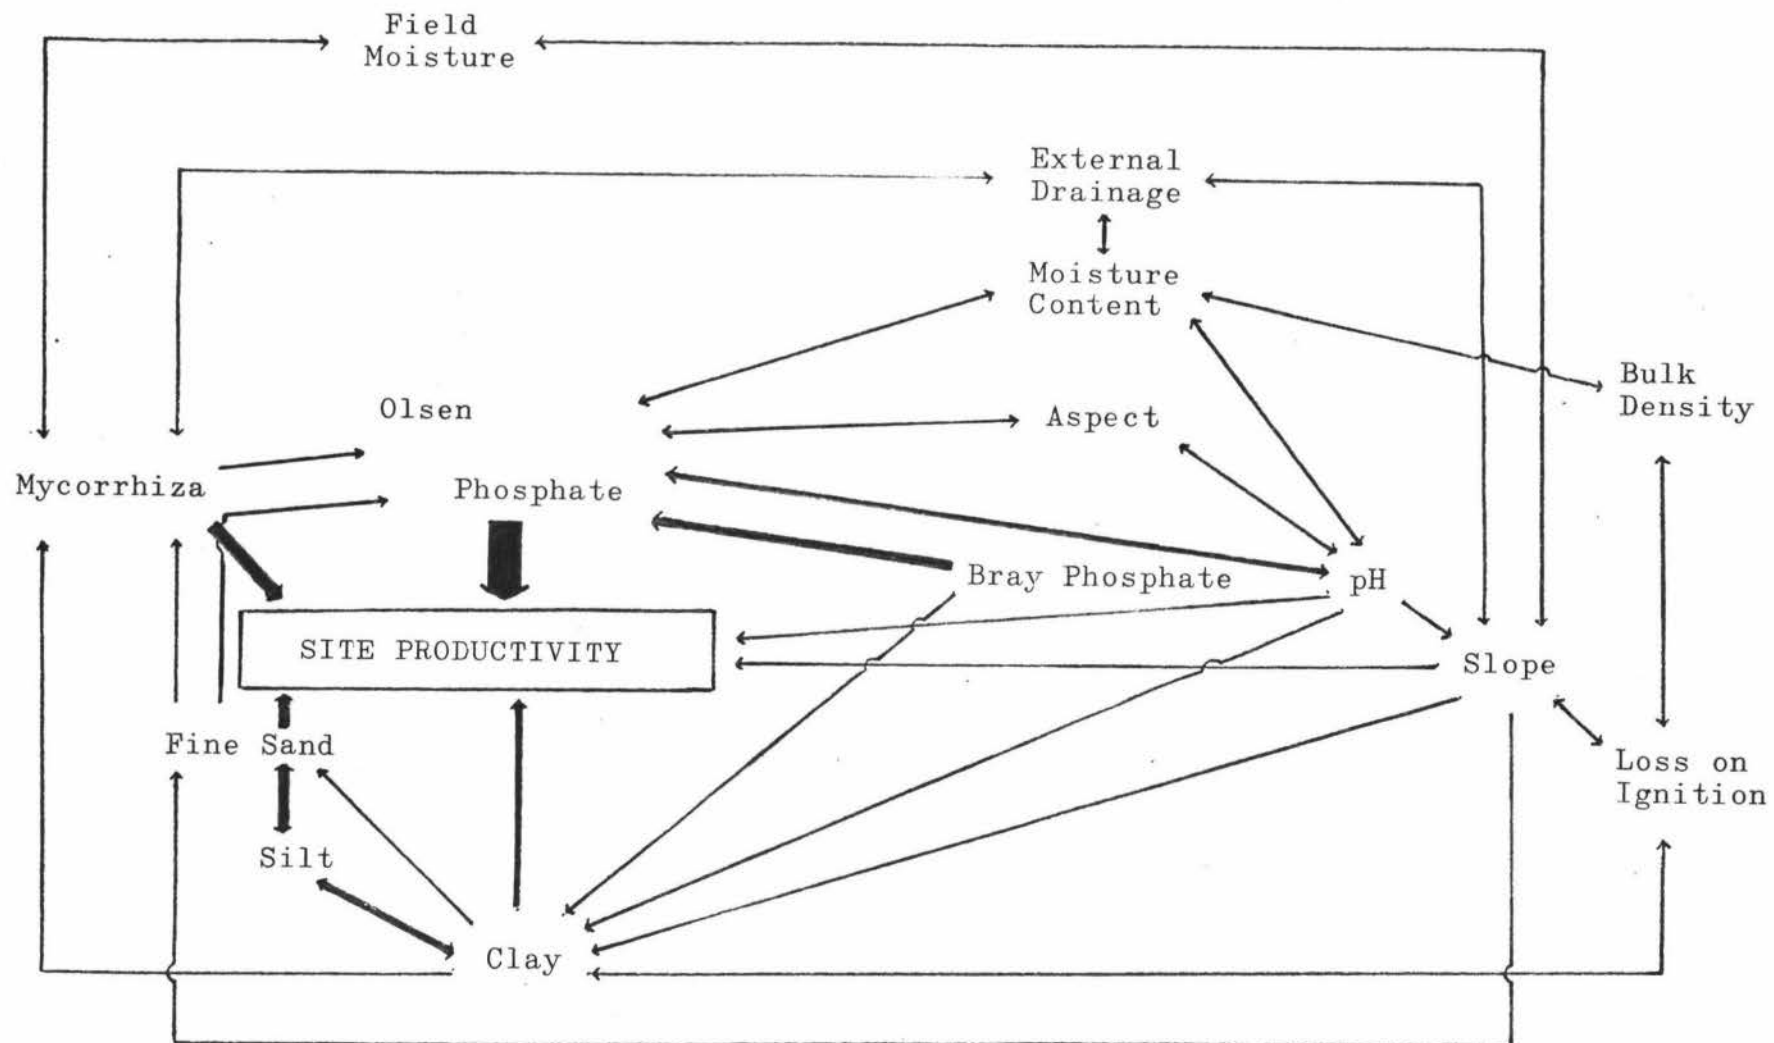 Field
Moisture
External
Drainage
Moisture
Content
Bulk
Density
Olsen
Aspect
Mycorrhiza
Phosphate
Bray Phosphate
pH
SITE PRODUCTIVITY
Slope
Fine Sand
Loss on
Ignition
Silt
Clay